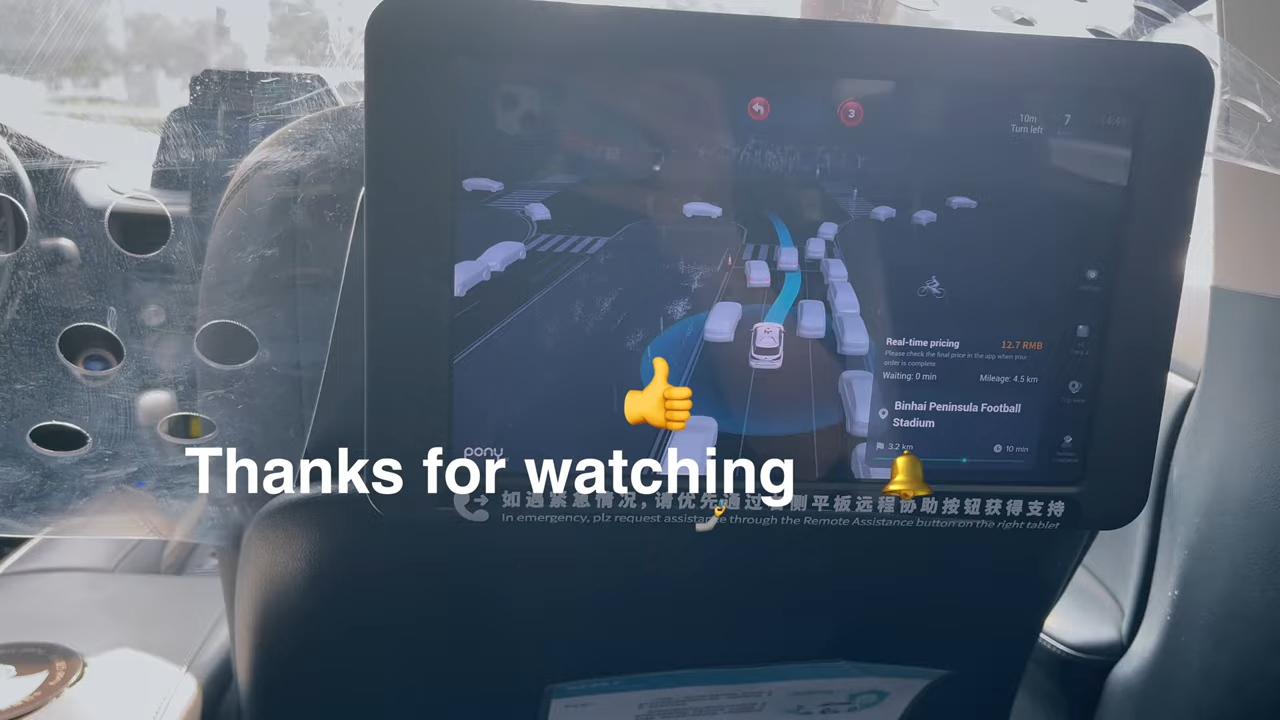 3
10m
7
Turn left
Real-time pricing
12.7 RMB
Please check the final price in the app when your
order is complete
Waiting: 0 min
Mileage: 4.5 km
Binhai Peninsula Football
Stadium
3.2 km
10 min
pony
Thanks for watching
如遇紧急情况，请优先通过 侧平板远程协助按钮获得支持
In emergency, plz request assistance through the Remote Assistance button on the right tablet